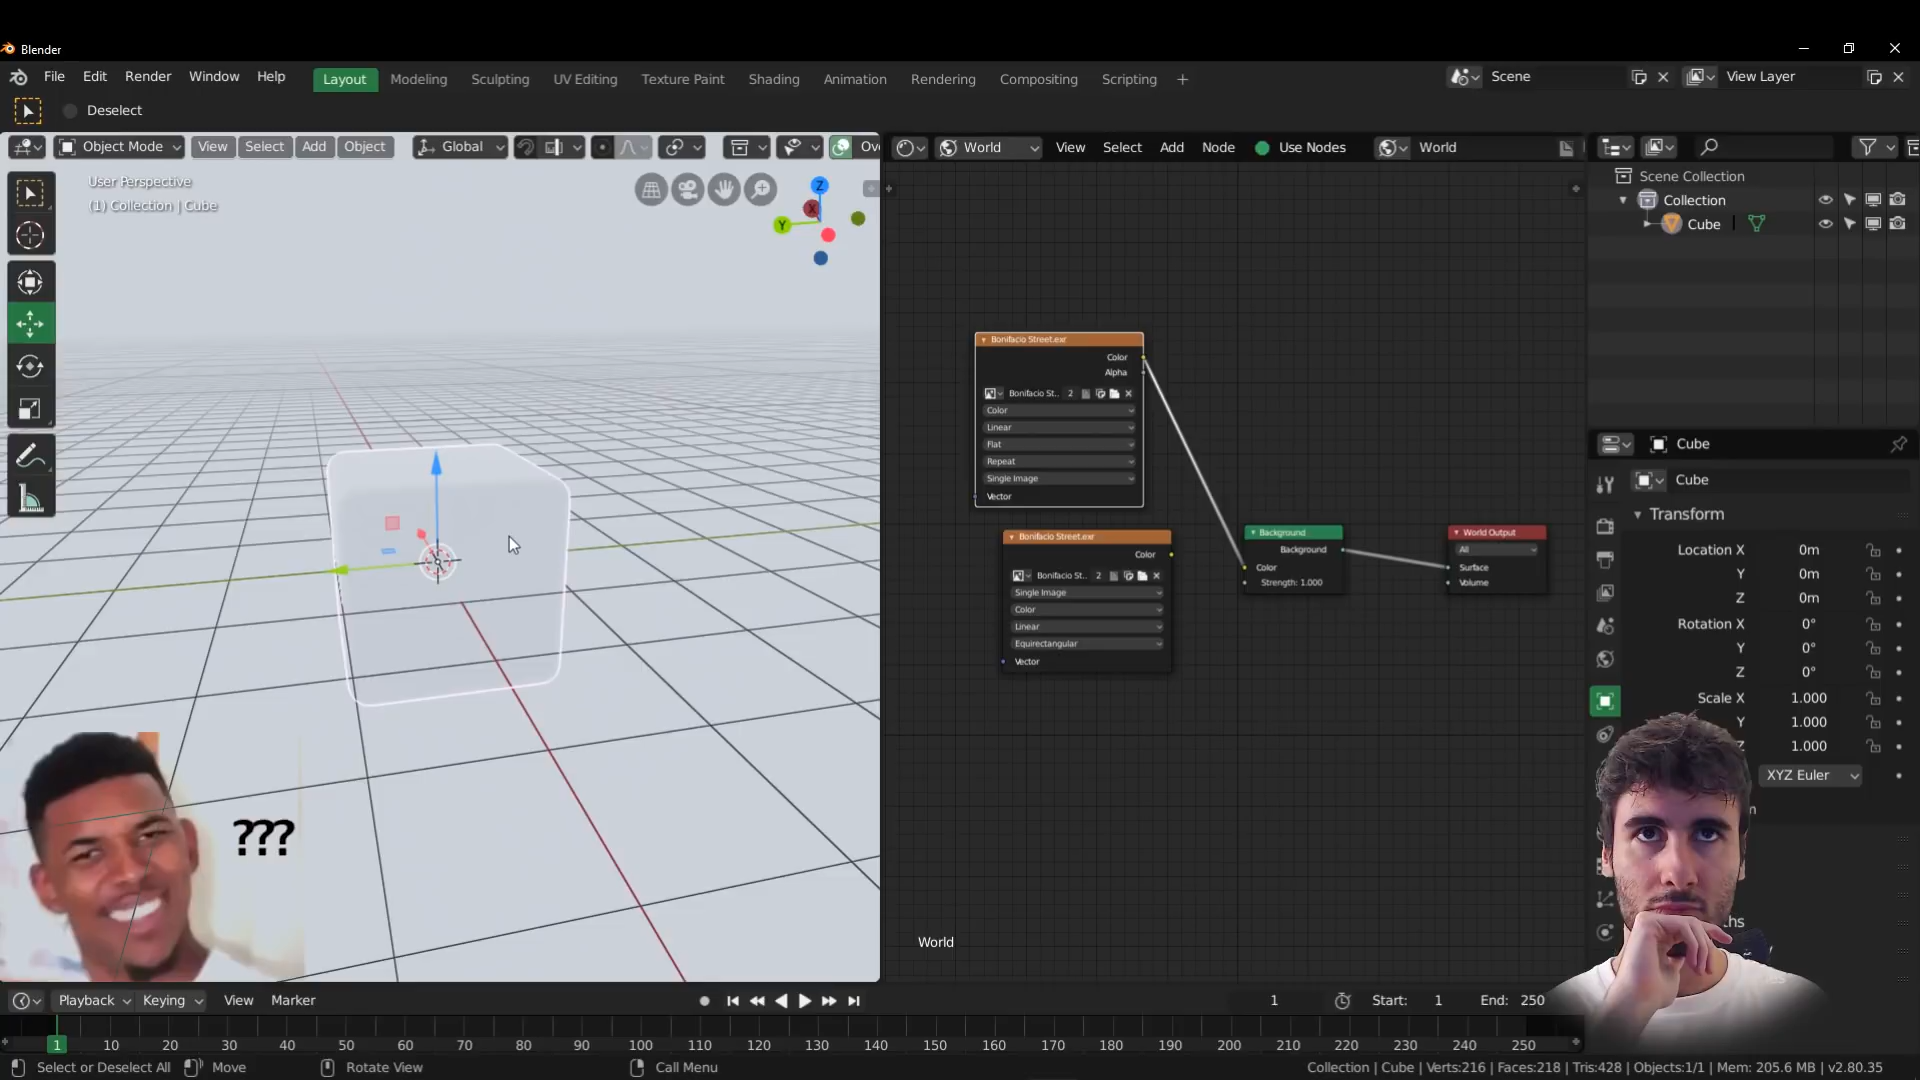 Blender
File Edit Render Window Help
Layout Modeling Sculpting UV Editing Texture Paint Shading Animation Rendering Compositing Scripting
Scene
View Layer
Deselect
Object Mode View Select Add Object Global Ov
World View Select Add Node Use Nodes World
User Perspective
(1) Collection | Cube
Z
X
Y
Scene Collection
Collection
Cube
Bonifacio Street.exr
Color
Alpha
Bonifacio St.. 2
Color
Linear
Flat
Repeat
Single Image
Vector
Bonifacio Street.exr
Color
Bonifacio St.. 2
Single Image
Color
Linear
Equirectangular
Vector
Background
Background
Color
Strength: 1.000
World Output
All
Surface
Volume
World
Cube
Cube
Transform
Location X 0m
Y 0m
Z 0m
Rotation X 0°
Y 0°
Z 0°
Scale X 1.000
Y 1.000
Z 1.000
XYZ Euler
???
Playback Keying View Marker
1 Start: 1 End: 250
1 10 20 30 40 50 60 70 80 90 100 110 120 130 140 150 160 170 180 190 200 210 220 230 240 250
Select or Deselect All Move Rotate View Call Menu
Collection | Cube | Verts:216 | Faces:218 | Tris:428 | Objects:1/1 | Mem: 205.6 MB | v2.80.35